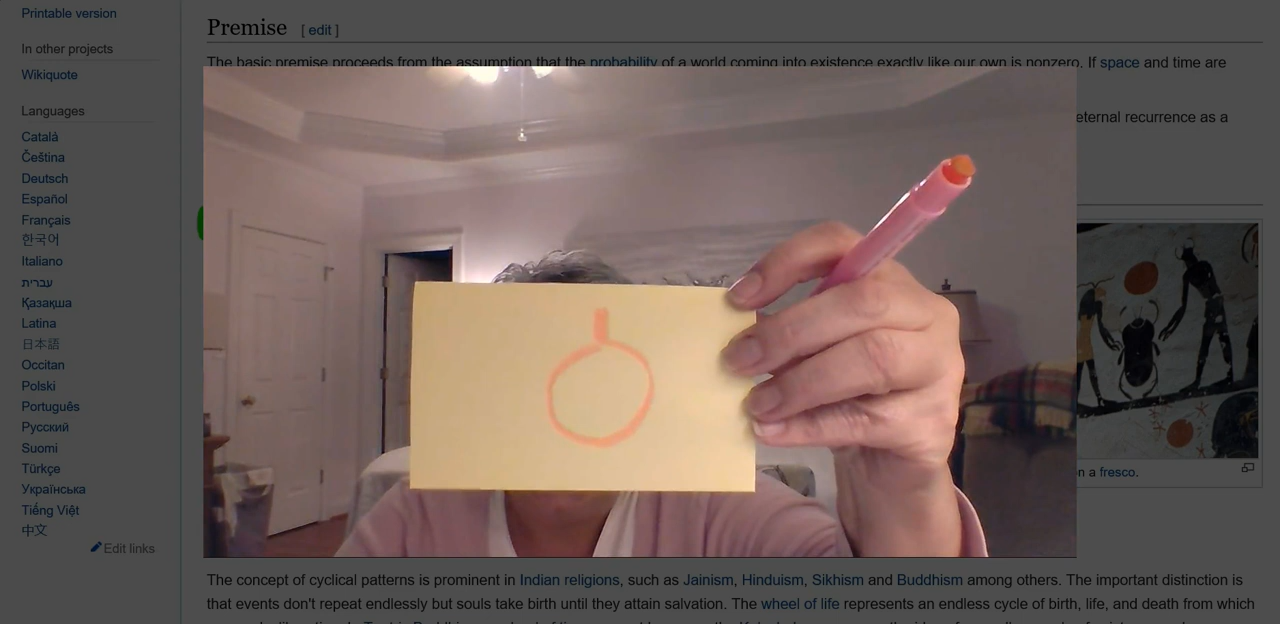 Printable version
Premise [ edit ]
In other projects
The basic premise proceeds from the assumption that the probability of a world coming into existence exactly like our own is nonzero. If space and time are
Wikiquote
Languages
eternal recurrence as a
Català
Čeština
Deutsch
Español
Français
한국어
Italiano
עברית
Қазақша
Latina
日本語
Occitan
Polski
Português
Русский
Suomi
Türkçe
n a fresco.
Українська
Tiếng Việt
中文
Edit links
The concept of cyclical patterns is prominent in Indian religions, such as Jainism, Hinduism, Sikhism and Buddhism among others. The important distinction is
that events don't repeat endlessly but souls take birth until they attain salvation. The wheel of life represents an endless cycle of birth, life, and death from which